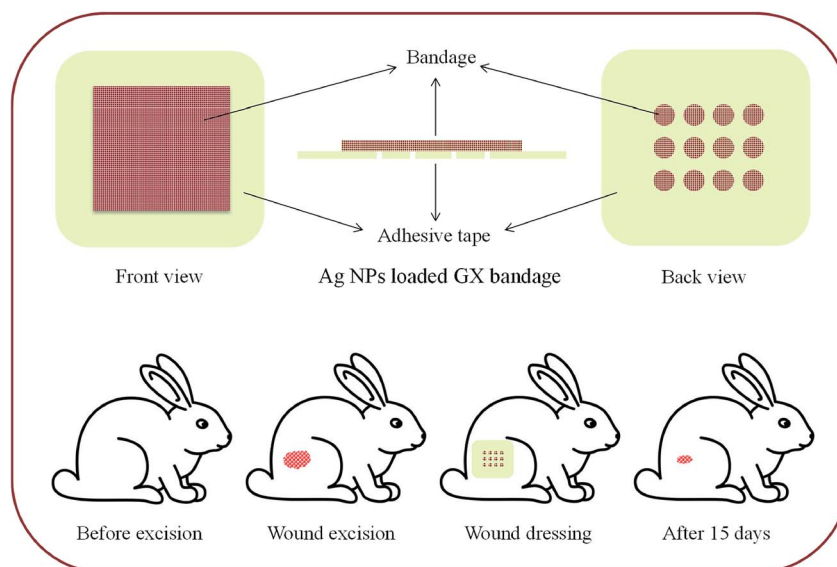 Bandage
Adhesive tape
Front view
Ag NPs loaded GX bandage
Back view
Before excision
Wound excision
Wound dressing
After 15 days